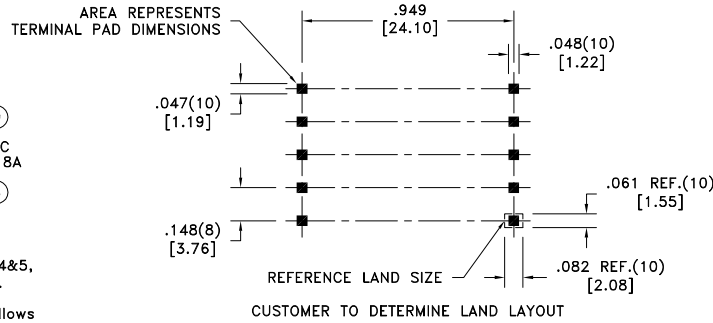 AREA REPRESENTS
TERMINAL PAD DIMENSIONS
.949
[24.10]
.048(10)
[1.22]
.047(10)
[1.19]
C
8A
.061 REF.(10)
[1.55]
.148(8)
[3.76]
4&5,
REFERENCE LAND SIZE
.082 REF.(10)
[2.08]
llows
CUSTOMER TO DETERMINE LAND LAYOUT